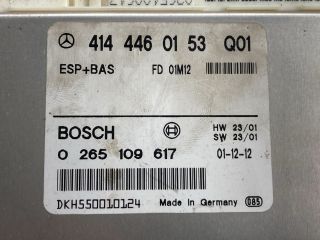 414 446 01 53 Q01
ESP+BAS FD 01M12
BOSCH HW 23/01
SW 23/01
0 265 109 617 01-12-12
DKH550010124 Made in Germany G85